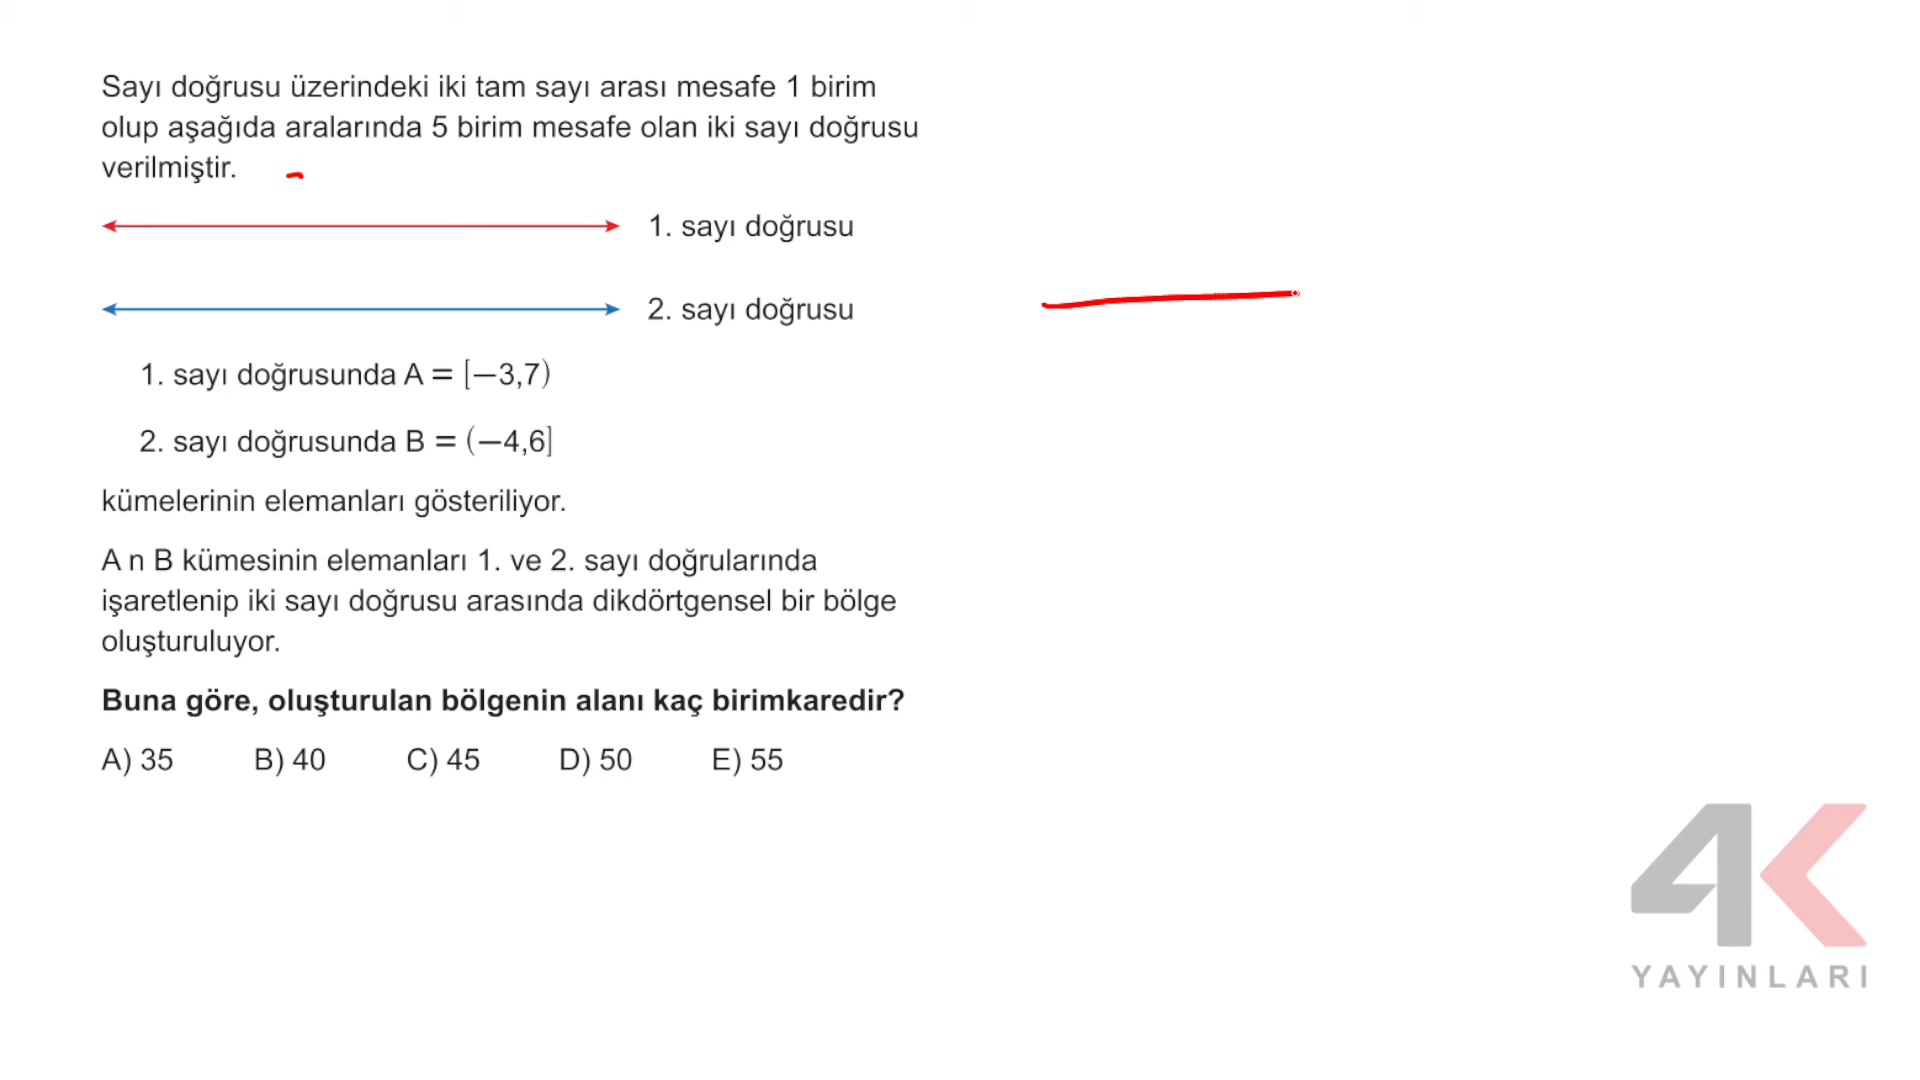 Sayı doğrusu üzerindeki iki tam sayı arası mesafe 1 birim
olup aşağıda aralarında 5 birim mesafe olan iki sayı doğrusu
verilmiştir.
1. sayı doğrusu
2. sayı doğrusu
1. sayı doğrusunda A = [−3,7)
2. sayı doğrusunda B = (−4,6]
kümelerinin elemanları gösteriliyor.
A n B kümesinin elemanları 1. ve 2. sayı doğrularında
işaretlenip iki sayı doğrusu arasında dikdörtgensel bir bölge
oluşturuluyor.
Buna göre, oluşturulan bölgenin alanı kaç birimkaredir?
A) 35 B) 40 C) 45 D) 50 E) 55
4K
YAYINLARI